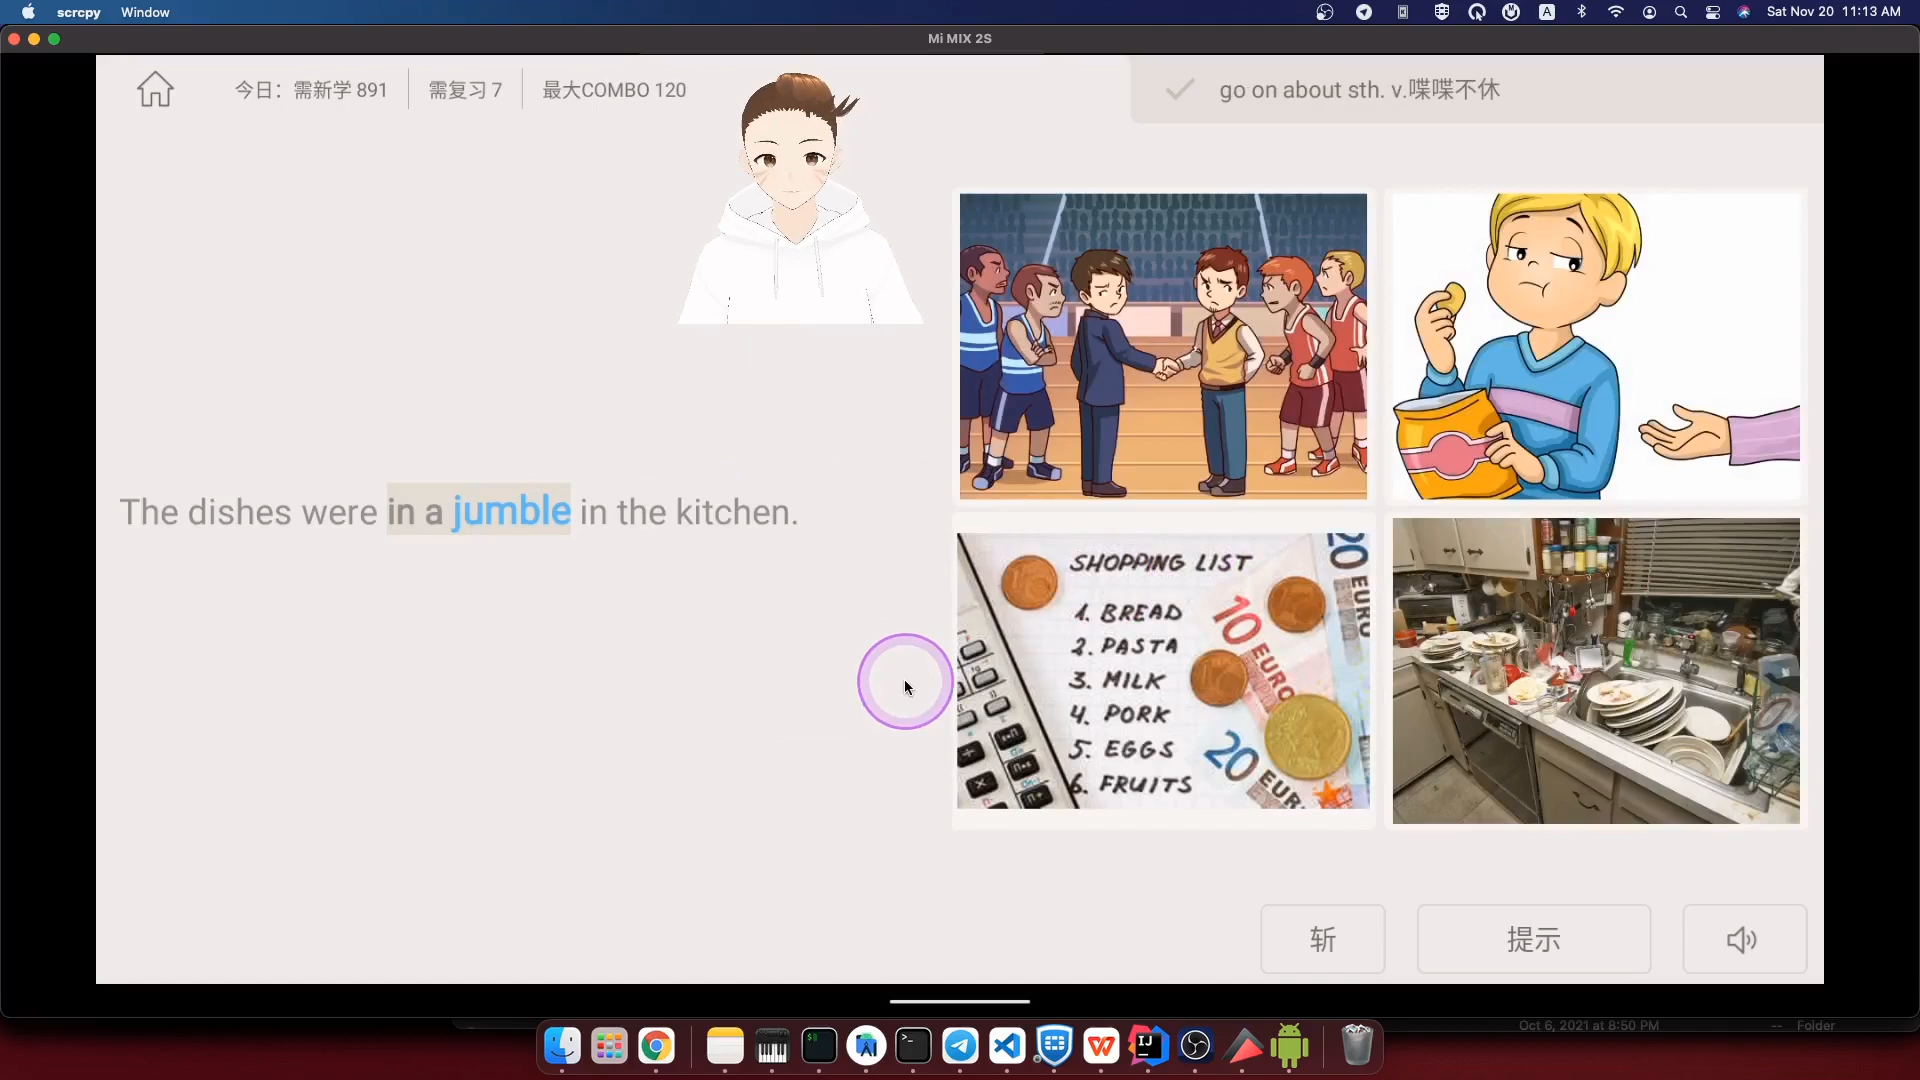 scrcpy Window
A
Sat Nov 20 11:13 AM
Mi MIX 2S
今日：需新学 891 需复习 7 最大COMBO 120
go on about sth. v.喋喋不休
The dishes were in a jumble in the kitchen.
SHOPPING LIST
1. BREAD
2. PASTA
3. MILK
4. PORK
5. EGGS
6. FRUITS
10 EURO
20 EURO
20 EURO
斩
提示
Oct 6, 2021 at 8:50 PM -- Folder
IJ